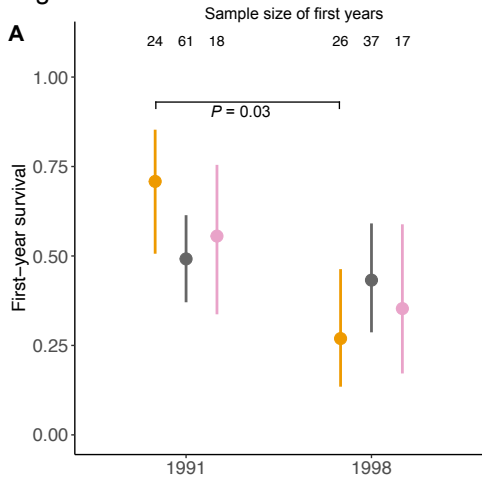 Sample size of first years
A
24 61 18 26 37 17
1.00
P = 0.03
0.75
First−year survival
0.50
0.25
0.00
1991 1998